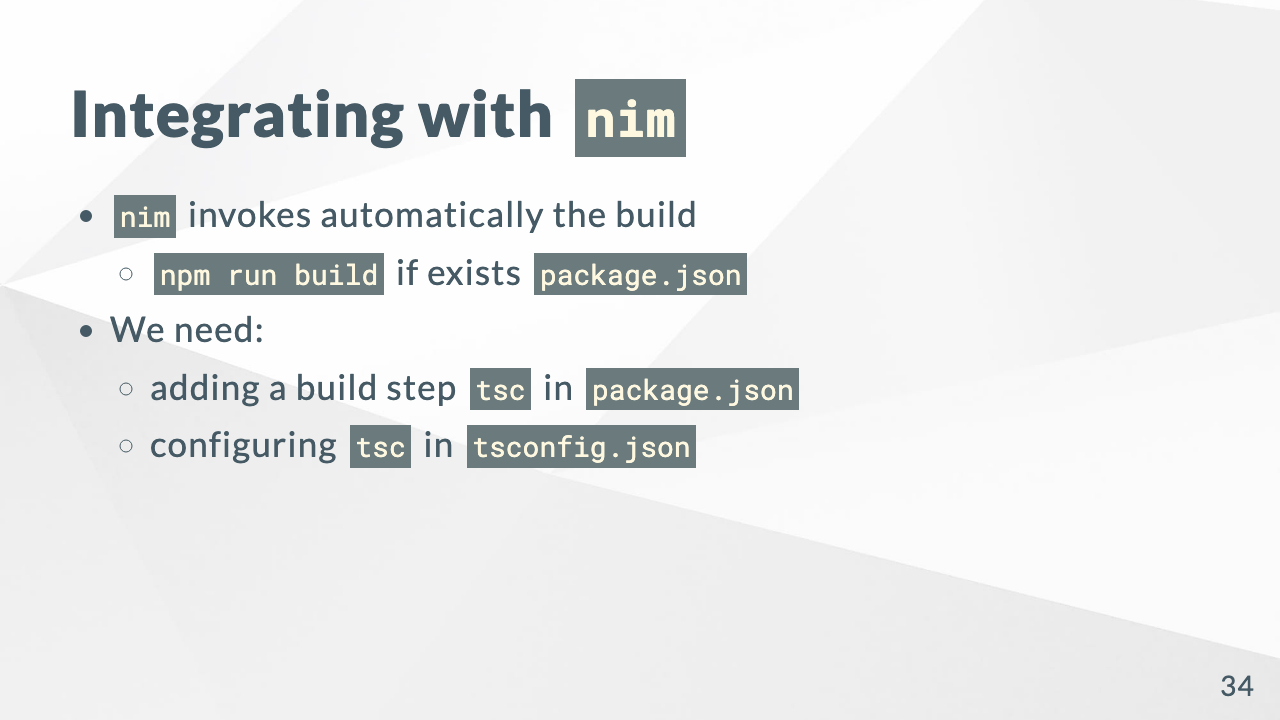 Integrating with nim
nim invokes automatically the build
npm run build if exists package.json
We need:
adding a build step tsc in package.json
configuring tsc in tsconfig.json
34